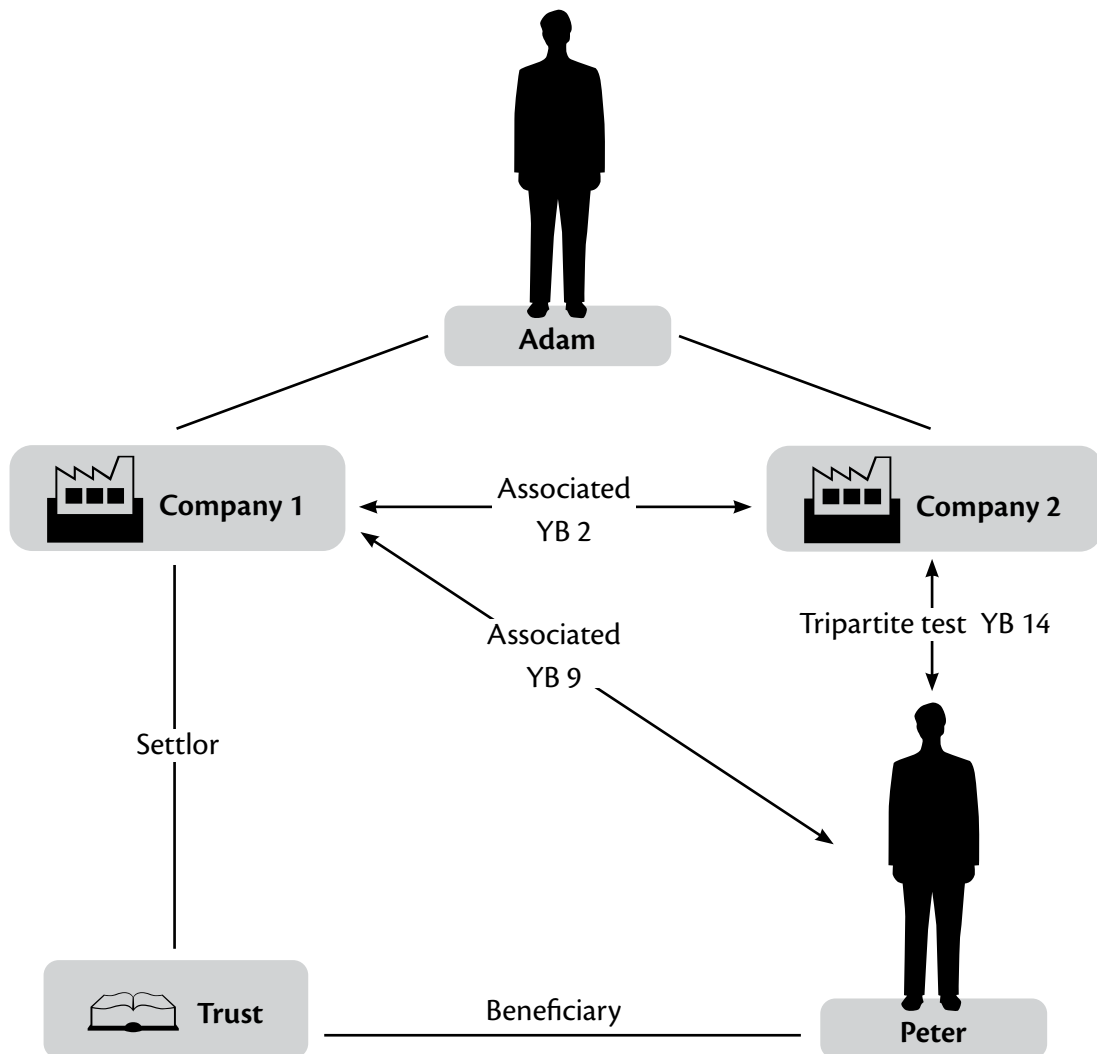 Adam
Company 1
Associated
YB 2
Company 2
Associated
YB 9
Tripartite test YB 14
Settlor
Trust
Beneficiary
Peter